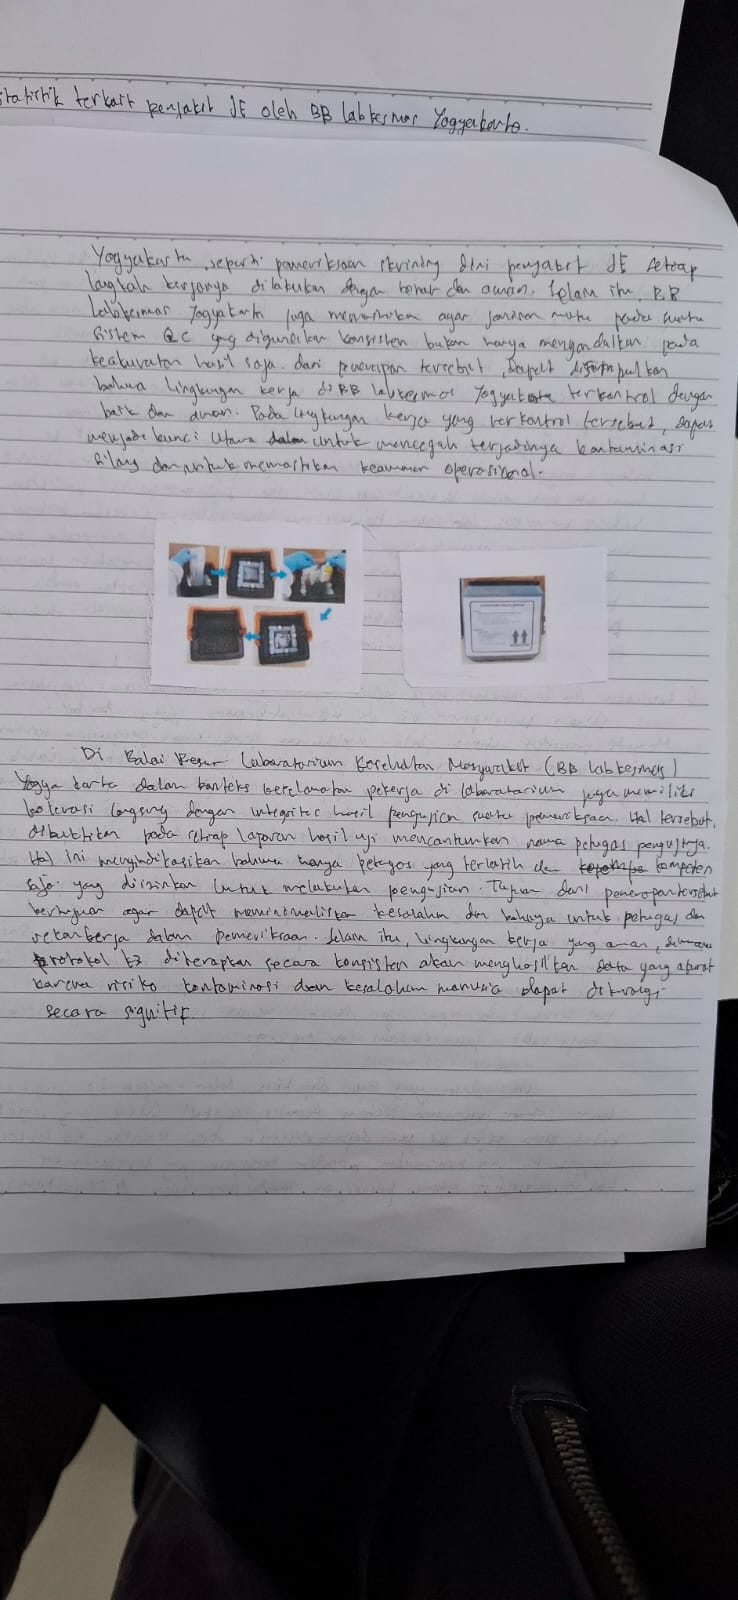 statistik terkait penyakit JE oleh BB labkesmas Yogyakarta.
Yogyakarta, seperti pemeriksaan skrining dini penyakit JE setiap
langkah kerjanya dilakukan dengan benar dan aman. Selain itu, BB
Labkesmas Yogyakarta juga memastikan agar jaminan mutu pada suatu
Sistem QC yang digunakan konsisten bukan hanya mengandalkan pada
keakuratan hasil saja. dari penerapan tersebut, dapat disimpulkan
bahwa lingkungan kerja di BB labkesmas Yogyakarta terkontrol dengan
baik dan aman. Pada lingkungan kerja yang terkontrol tersebut, dapat
menjadi kunci utama untuk mencegah terjadinya kontaminasi
silang dan untuk memastikan keamanan operasional.
Di Balai Besar Laboratorium Kesehatan Masyarakat (BB labkesmas)
Yogyakarta dalam konteks keselamatan pekerja di laboratorium juga memiliki
kolerasi langsung dengan integritas hasil pengujian suatu pemeriksaan. Hal tersebut,
dibuktikan pada setiap laporan hasil uji mencantumkan nama petugas pengujinya.
Hal ini mengindikasikan bahwa hanya petugas yang terlatih dan kompeten
saja yang diizinkan untuk melakukan pengujian. Tujuan dari penerapan tersebut
bertujuan agar dapat meminimaliskan kesalahan dan bahaya untuk petugas dan
rekan kerja dalam pemeriksaan. Selain itu, lingkungan kerja yang aman, dimana
protokol k3 diterapkan secara konsisten akan menghasilkan data yang akurat
karena risiko kontaminasi dan kesalahan manusia dapat dikurangi
secara signifif.